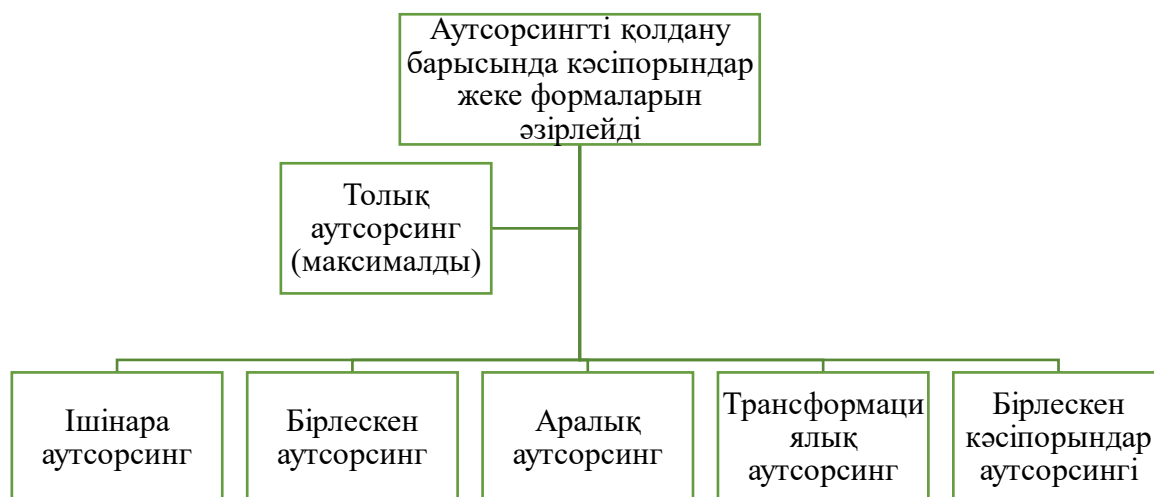 Аутсорсингті қолдану
барысында кәсіпорындар
жеке формаларын
әзірлейді
Толық
аутсорсинг
(максималды)
Ішінара
аутсорсинг
Бірлескен
аутсорсинг
Аралық
аутсорсинг
Трансформаци
ялық
аутсорсинг
Бірлескен
кәсіпорындар
аутсорсингі